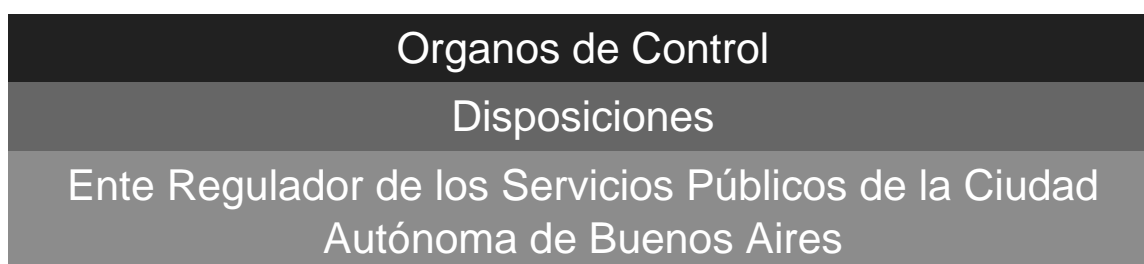 Organos de Control
Disposiciones
Ente Regulador de los Servicios Públicos de la Ciudad
Autónoma de Buenos Aires